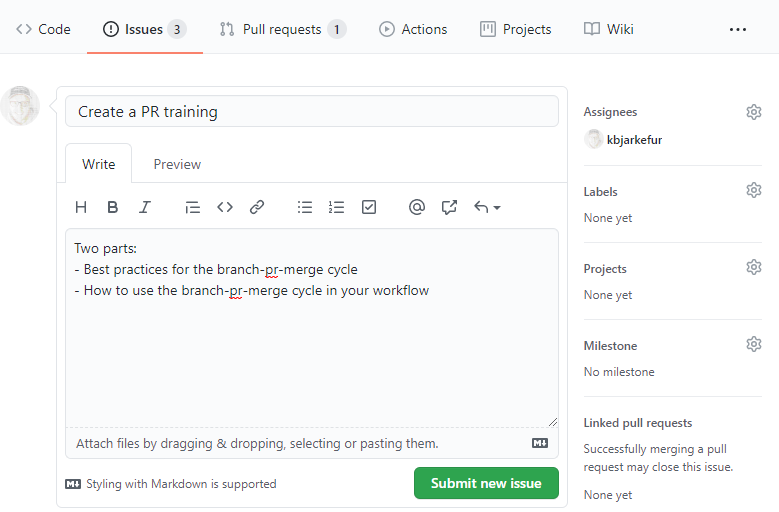 Code Issues 3 Pull requests 1 Actions Projects Wiki
Create a PR training
Write Preview
Two parts:
- Best practices for the branch-pr-merge cycle
- How to use the branch-pr-merge cycle in your workflow
Attach files by dragging & dropping, selecting or pasting them.
Styling with Markdown is supported
Submit new issue
Assignees
kbjarkefur
Labels
None yet
Projects
None yet
Milestone
No milestone
Linked pull requests
Successfully merging a pull
request may close this issue.
None yet